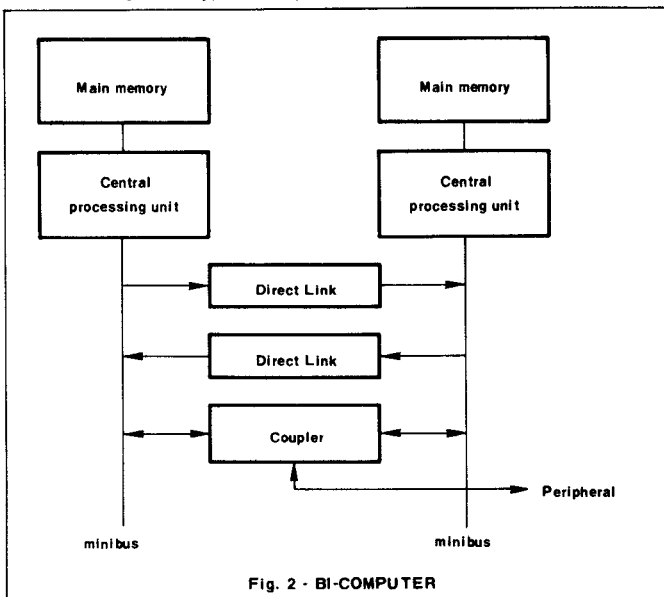 Main memory
Main memory
Central
processing unit
Central
processing unit
Direct Link
Direct Link
Coupler
Peripheral
minibus
minibus
Fig. 2 - BI-COMPUTER